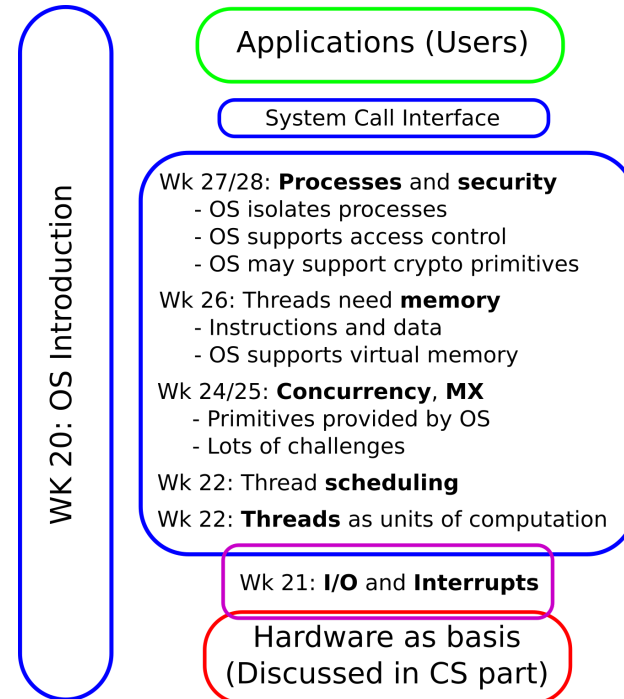 WK 20: OS Introduction
Applications (Users)
System Call Interface
Wk 27/28: Processes and security
- OS isolates processes
- OS supports access control
- OS may support crypto primitives
Wk 26: Threads need memory
- Instructions and data
- OS supports virtual memory
Wk 24/25: Concurrency, MX
- Primitives provided by OS
- Lots of challenges
Wk 22: Thread scheduling
Wk 22: Threads as units of computation
Wk 21: I/O and Interrupts
Hardware as basis
(Discussed in CS part)